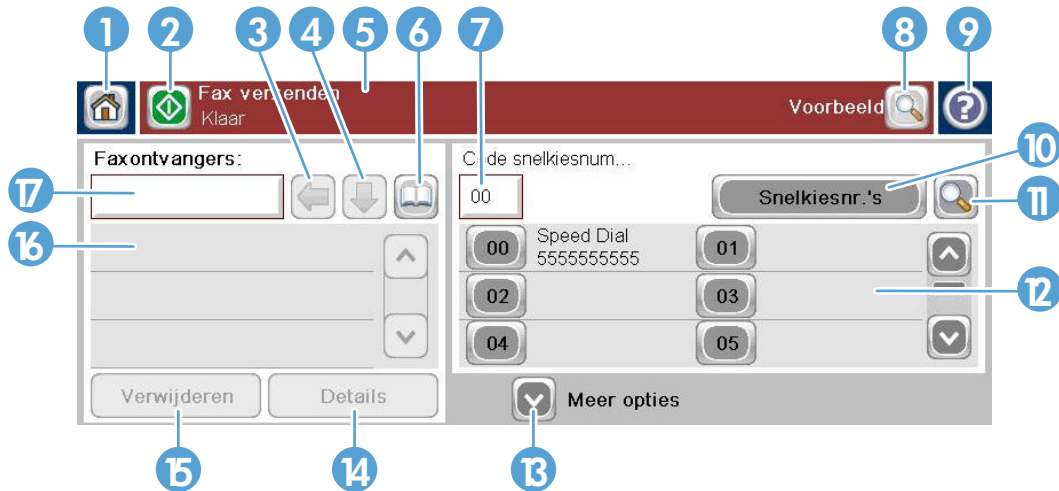 1 2 3 4 5 6 7 8 9
Fax verzenden
Klaar
Voorbeeld
Faxontvangers:
Code snelkiesnum...
10
17
00
Snelkiesnr.'s
11
16
00 Speed Dial 01
5555555555
12
02 03
04 05
Verwijderen Details
Meer opties
15 14 13